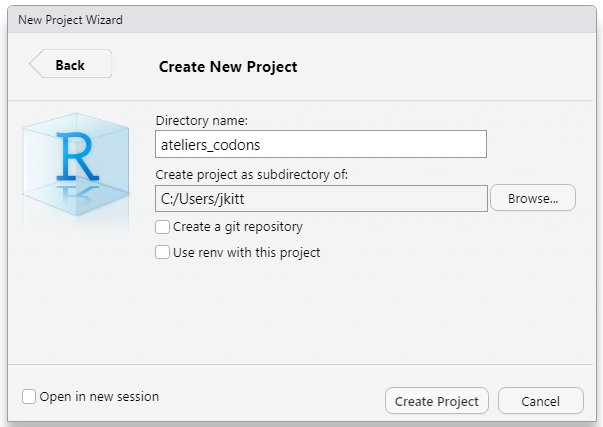 New Project Wizard
Back
Create New Project
R
Directory name:
ateliers_codons
Create project as subdirectory of:
C:/Users/jkitt
Browse...
Create a git repository
Use renv with this project
Open in new session
Create Project
Cancel